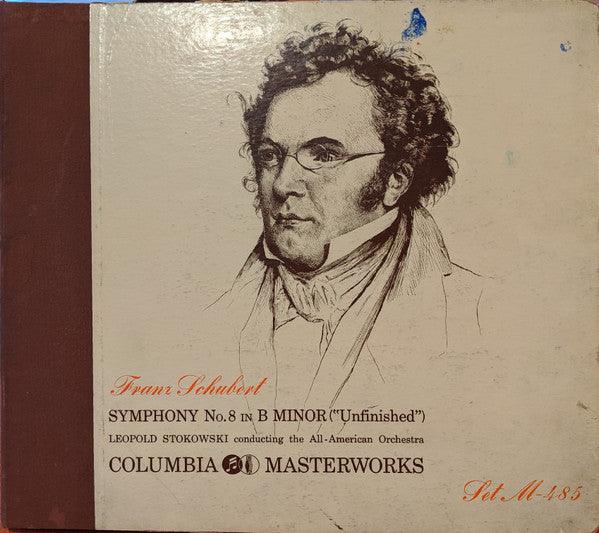 Franz Schubert
SYMPHONY No. 8 IN B MINOR ("Unfinished")
LEOPOLD STOKOWSKI conducting the All-American Orchestra
COLUMBIA MASTERWORKS
Set M-485